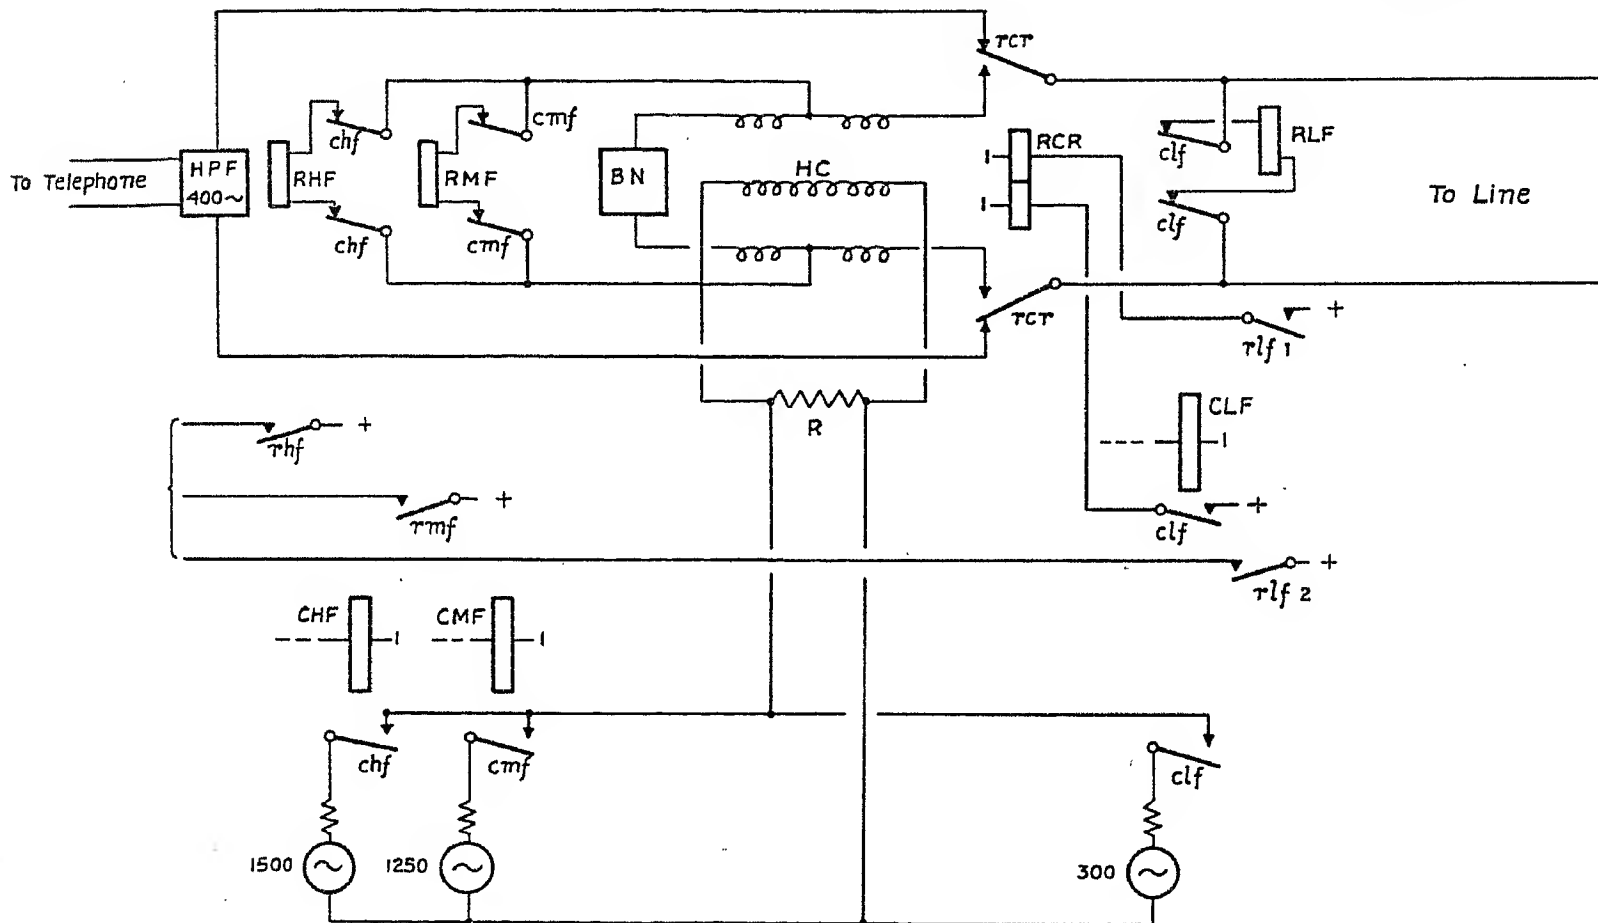 rcr
cmf
chf
clf
RLF
RCR
HPF
400~
To Telephone
RHF
RMF
BN
HC
clf
To Line
chf
cmf
rcr
+
rlf 1
CLF
R
+
rhf
+
rmf
+
clf
+
rlf 2
CHF
CMF
chf
cmf
clf
1500
1250
300